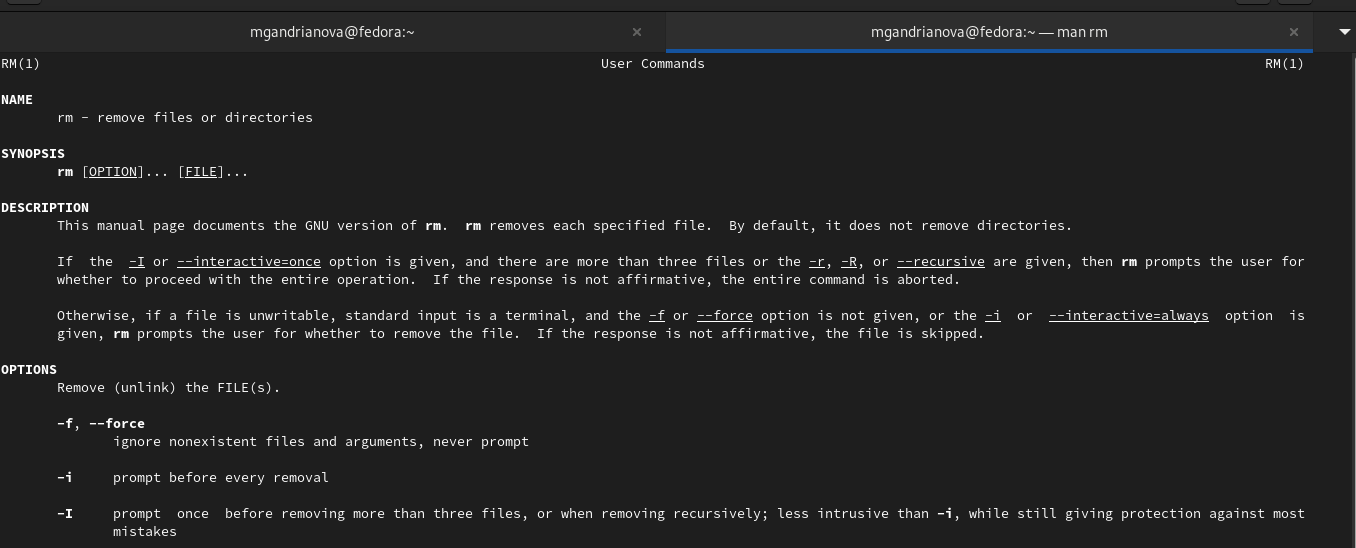 mgandrianova@fedora:~ × mgandrianova@fedora:~ — man rm ×
RM(1) User Commands RM(1)
NAME
rm - remove files or directories
SYNOPSIS
rm [OPTION]... [FILE]...
DESCRIPTION
This manual page documents the GNU version of rm. rm removes each specified file. By default, it does not remove directories.
If the -I or --interactive=once option is given, and there are more than three files or the -r, -R, or --recursive are given, then rm prompts the user for
whether to proceed with the entire operation. If the response is not affirmative, the entire command is aborted.
Otherwise, if a file is unwritable, standard input is a terminal, and the -f or --force option is not given, or the -i or --interactive=always option is
given, rm prompts the user for whether to remove the file. If the response is not affirmative, the file is skipped.
OPTIONS
Remove (unlink) the FILE(s).
-f, --force
ignore nonexistent files and arguments, never prompt
-i prompt before every removal
-I prompt once before removing more than three files, or when removing recursively; less intrusive than -i, while still giving protection against most
mistakes